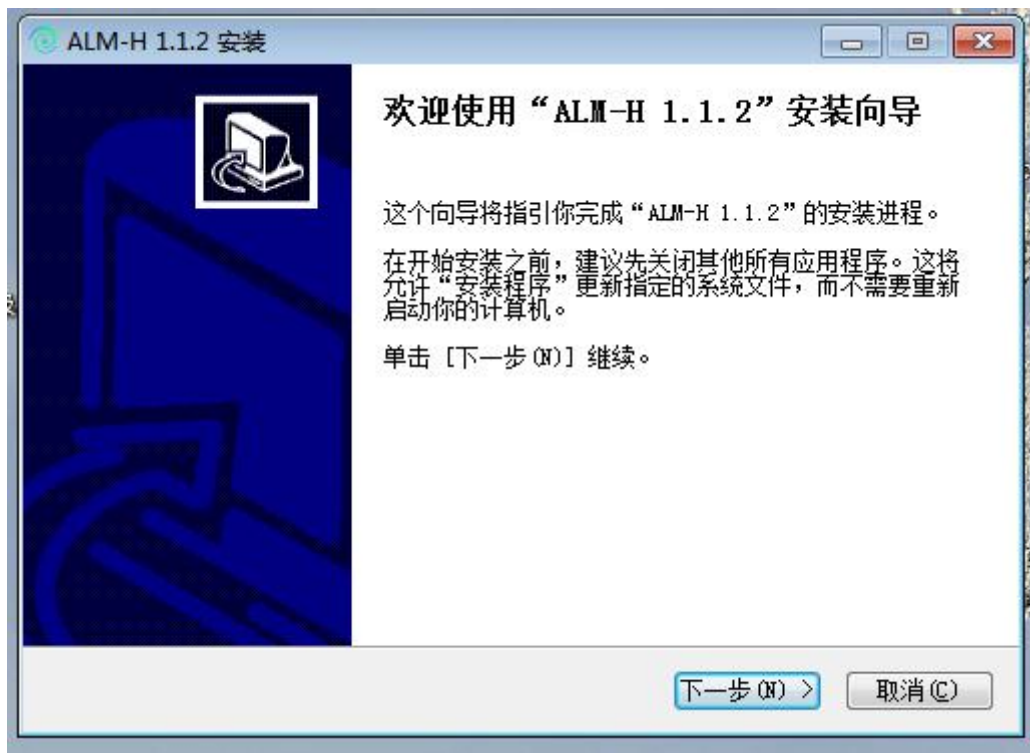 ALM-H 1.1.2 安装
欢迎使用“ALM-H 1.1.2”安装向导
这个向导将指引你完成“ALM-H 1.1.2”的安装进程。
在开始安装之前，建议先关闭其他所有应用程序。这将
允许“安装程序”更新指定的系统文件，而不需要重新
启动你的计算机。
单击 [下一步(N)] 继续。
下一步(N) >
取消(C)